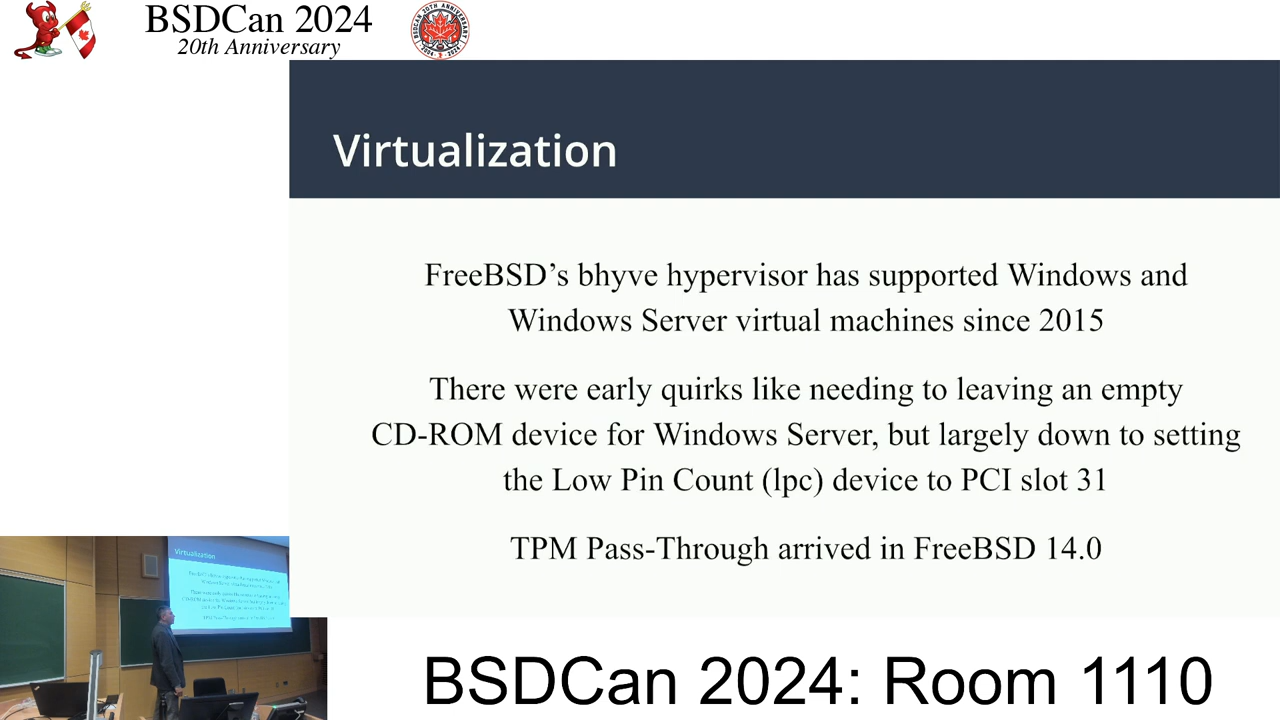 BSDCan 2024
20th Anniversary
Virtualization
FreeBSD’s bhyve hypervisor has supported Windows and
Windows Server virtual machines since 2015
There were early quirks like needing to leaving an empty
CD-ROM device for Windows Server, but largely down to setting
the Low Pin Count (lpc) device to PCI slot 31
TPM Pass-Through arrived in FreeBSD 14.0
Virtualization
BSDCan 2024: Room 1110